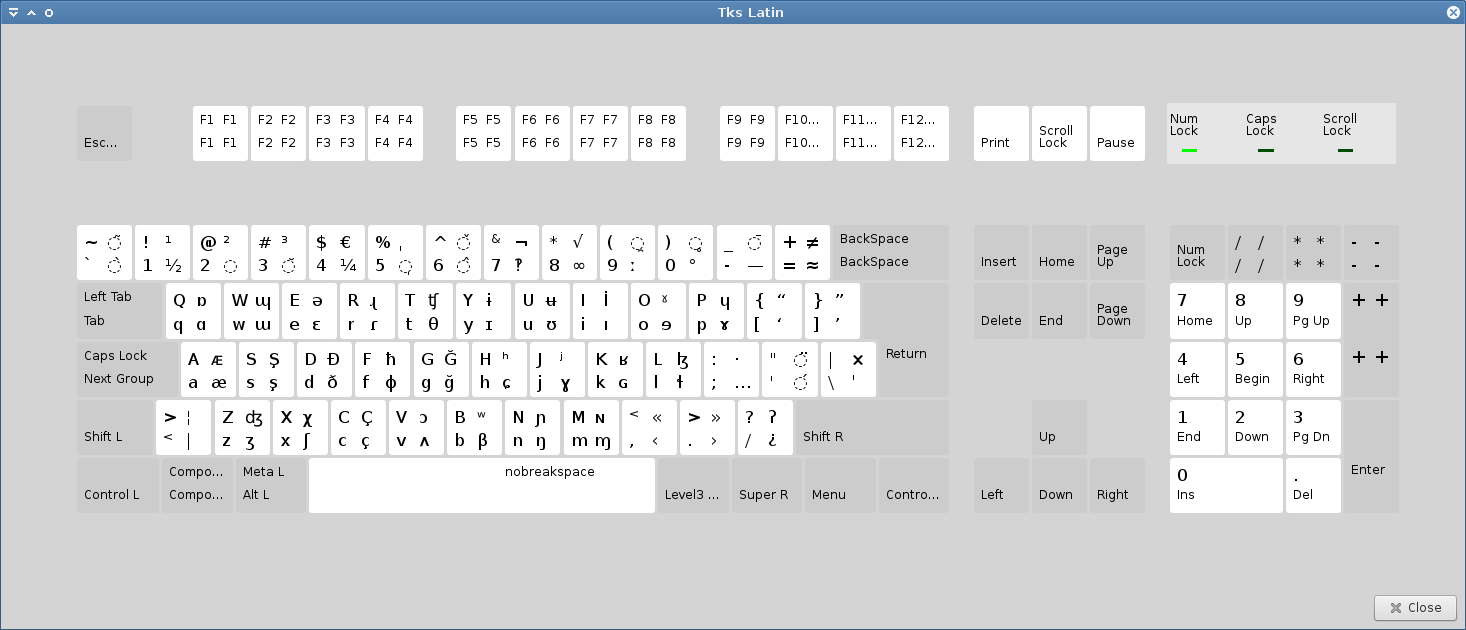 Tks Latin
F1 F1 F2 F2 F3 F3 F4 F4 F5 F5 F6 F6 F7 F7 F8 F8 F9 F9 F10... F11... F12...
Esc... F1 F1 F2 F2 F3 F3 F4 F4 F5 F5 F6 F6 F7 F7 F8 F8 F9 F9 F10... F11... F12... Print Scroll Lock Pause Num Lock Caps Lock Scroll Lock
~ ◌̃ ! ¹ @ ² # ³ $ € % ˌ ^ ◌̌ & ¬ * √ ( ) _ ◌̄ + ≠ BackSpace / / * * - -
` ◌̀ 1 ½ 2 ◌ 3 4 ¼ 5 6 ◌̂ 7 ‽ 8 ∞ 9 ː 0 ° - — = ≈ BackSpace Insert Home Page Up Num Lock / / * * - -
Left Tab Q ɒ W ɰ E ə R ɻ T ʧ Y ɨ U ʉ I İ O ˠ P ɥ { “ } ” 7 8 9 + +
Tab q ɑ w ɯ e ɛ r ɾ t θ y ɪ u ʊ i ı o ɘ p ɤ [ ‘ ] ’ Delete End Page Down Home Up Pg Up
Caps Lock A Æ S Ş D Đ F ħ G Ğ H ʰ J ʲ K ʁ L ɮ : · " ◌̈ | × Return 4 5 6 + +
Next Group a æ s ş d ð f ɸ g ğ h ɕ j ɣ k ɢ l ɫ ; … ' ◌́ \ ˈ Left Begin Right
> ¦ Z ʤ X χ C Ç V ɔ B ʷ N ɲ M ɴ < « > » ? ʔ 1 2 3
Shift L < | z ʒ x ʃ c ç v ʌ b β n ŋ m ɱ , ‹ . › / ¿ Shift R Up End Down Pg Dn
Compo... Meta L nobreakspace 0 . Enter
Control L Compo... Alt L Level3 ... Super R Menu Contro... Left Down Right Ins Del
Close